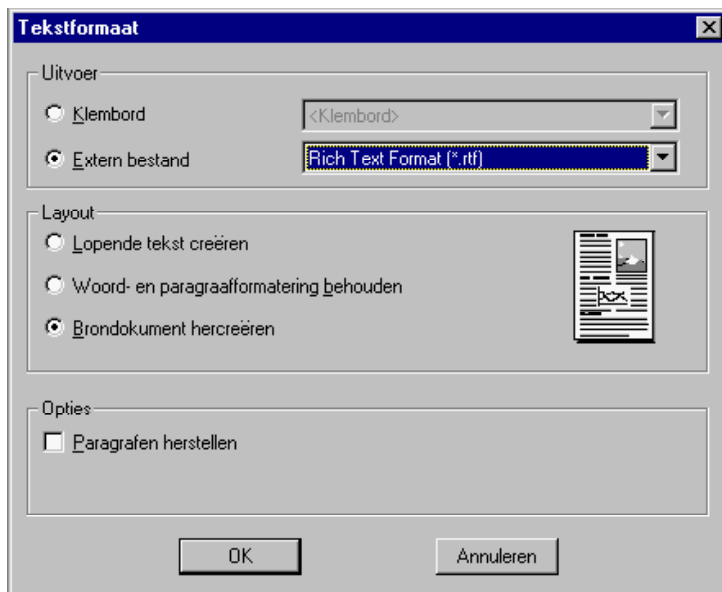 Tekstformaat
Uitvoer
Klembord
<Klembord>
Extern bestand
Rich Text Format (*.rtf)
Layout
Lopende tekst creëren
Woord- en paragraafformatering behouden
Brondokument hercreëren
Opties
Paragrafen herstellen
OK
Annuleren